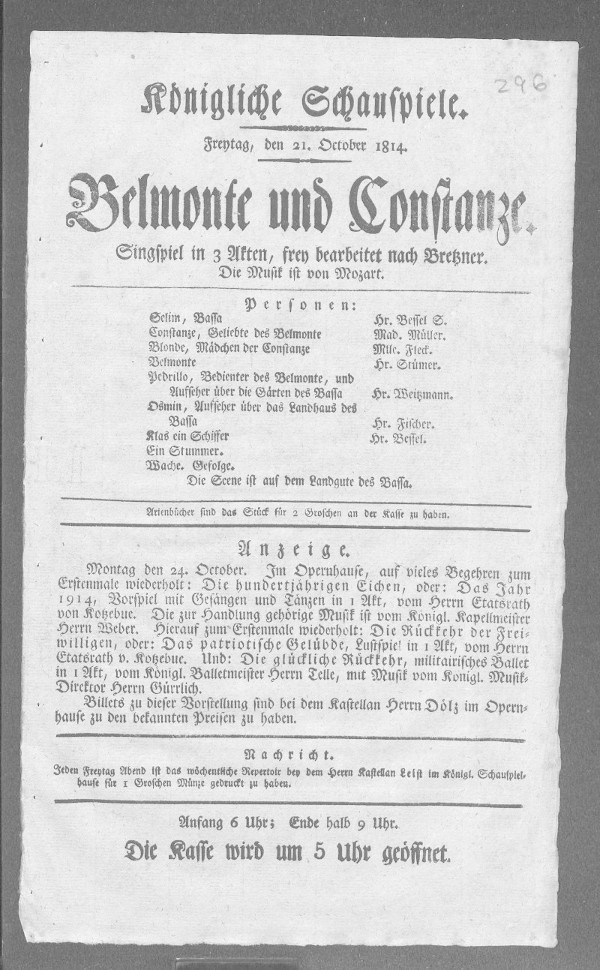 296
Königliche Schauspiele.
Freytag, den 21. October 1814.
Belmonte und Constanze.
Singspiel in 3 Akten, frey bearbeitet nach Bretzner.
Die Musik ist von Mozart.
Personen:
Selim, Bassa Hr. Bessel S.
Constanze, Geliebte des Belmonte Mad. Müller.
Blonde, Mädchen der Constanze Mlle. Fleck.
Belmonte Hr. Stümer.
Pedrillo, Bedienter des Belmonte, und
Aufseher über die Gärten des Bassa Hr. Weitzmann.
Osmin, Aufseher über das Landhaus des
Bassa Hr. Fischer.
Klas ein Schiffer Hr. Bessel.
Ein Stummer.
Wache. Gefolge.
Die Scene ist auf dem Landgute des Bassa.
Arienbücher sind das Stück für 2 Groschen an der Kasse zu haben.
Anzeige.
Montag den 24. October. Im Opernhause, auf vieles Begehren zum
Erstenmale wiederholt: Die hundertjährigen Eichen, oder: Das Jahr
1914, Vorspiel mit Gesängen und Tänzen in 1 Akt, vom Herrn Etatsrath
von Kotzebue. Die zur Handlung gehörige Musik ist vom Königl. Kapellmeister
Herrn Weber. Hierauf zum Erstenmale wiederholt: Die Rückkehr der Frei-
willigen, oder: Das patriotische Gelübde, Lustspiel in 1 Akt, vom Herrn
Etatsrath v. Kotzebue. Und: Die glückliche Rückkehr, militairisches Ballet
in 1 Akt, vom Königl. Balletmeister Herrn Telle, mit Musik vom Königl. Musik-
Direktor Herrn Gürrlich.
Billets zu dieser Vorstellung sind bei dem Kastellan Herrn Dölz im Opern-
hause zu den bekannten Preisen zu haben.
Nachricht.
Jeden Freytag Abend ist das wöchentliche Repertoir bey dem Herrn Kastellan Leist im Königl. Schauspiel-
hause für 1 Groschen Münze gedruckt zu haben.
Anfang 6 Uhr; Ende halb 9 Uhr.
Die Kasse wird um 5 Uhr geöffnet.